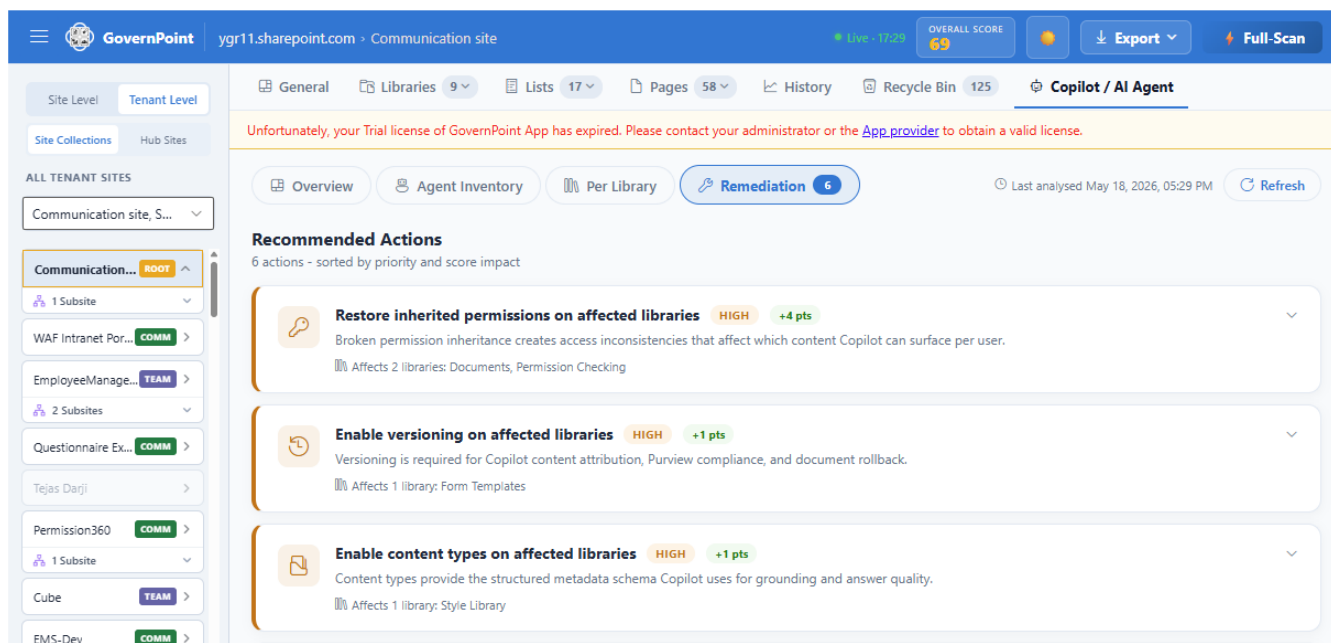 GovernPoint ygr11.sharepoint.com › Communication site
Live - 17:29
OVERALL SCORE
69
Export
Full-Scan
Site Level Tenant Level
Site Collections Hub Sites
ALL TENANT SITES
Communication site, S...
Communication... ROOT
1 Subsite
WAF Intranet Por... COMM
EmployeeManage... TEAM
2 Subsites
Questionnaire Ex... COMM
Tejas Darji
Permission360 COMM
1 Subsite
Cube TEAM
EMS-Dev COMM
General Libraries 9 Lists 17 Pages 58 History Recycle Bin 125 Copilot / AI Agent
Unfortunately, your Trial license of GovernPoint App has expired. Please contact your administrator or the App provider to obtain a valid license.
Overview Agent Inventory Per Library Remediation 6 Last analysed May 18, 2026, 05:29 PM Refresh
Recommended Actions
6 actions - sorted by priority and score impact
Restore inherited permissions on affected libraries HIGH +4 pts
Broken permission inheritance creates access inconsistencies that affect which content Copilot can surface per user.
Affects 2 libraries: Documents, Permission Checking
Enable versioning on affected libraries HIGH +1 pts
Versioning is required for Copilot content attribution, Purview compliance, and document rollback.
Affects 1 library: Form Templates
Enable content types on affected libraries HIGH +1 pts
Content types provide the structured metadata schema Copilot uses for grounding and answer quality.
Affects 1 library: Style Library